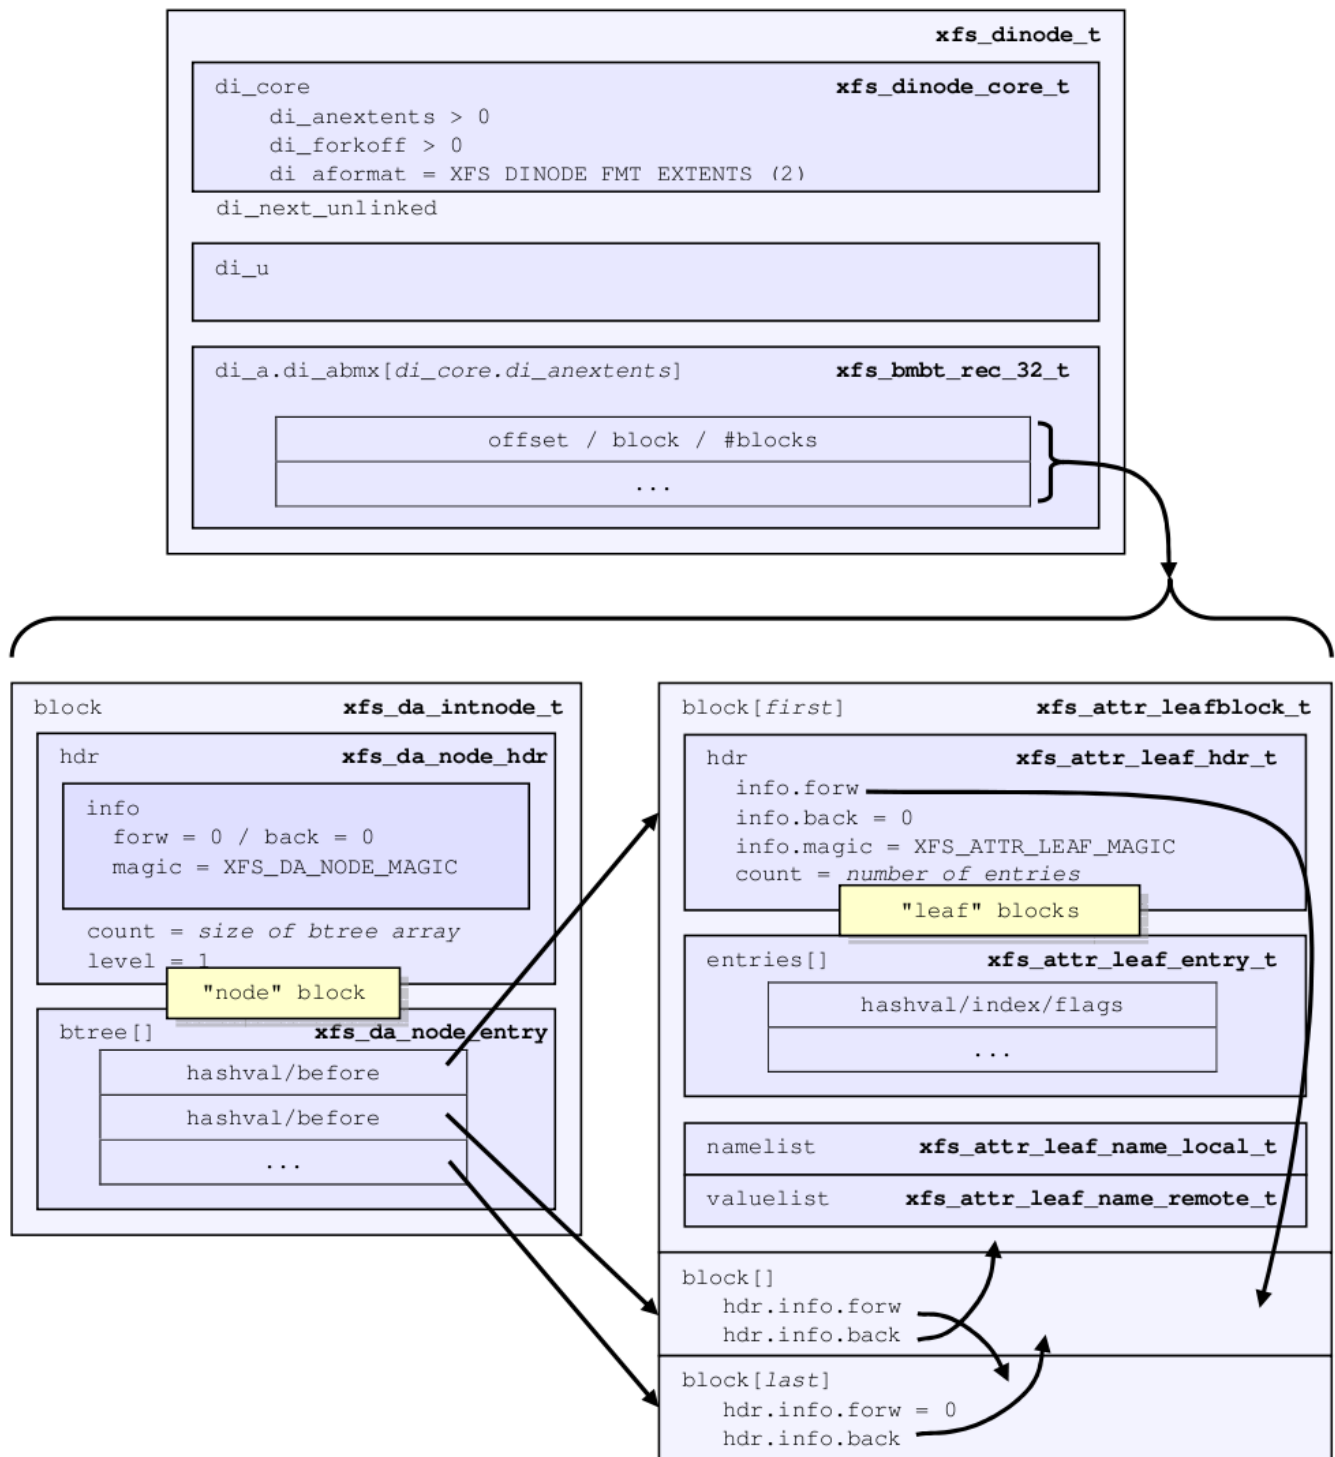 xfs_dinode_t
di_core xfs_dinode_core_t
di_anextents > 0
di_forkoff > 0
di_aformat = XFS_DINODE_FMT_EXTENTS (2)
di_next_unlinked
di_u
di_a.di_abmx[di_core.di_anextents] xfs_bmbt_rec_32_t
offset / block / #blocks
...
block xfs_da_intnode_t
hdr xfs_da_node_hdr
info
forw = 0 / back = 0
magic = XFS_DA_NODE_MAGIC
count = size of btree array
level = 1
"node" block
btree[] xfs_da_node_entry
hashval/before
hashval/before
...
block[first] xfs_attr_leafblock_t
hdr xfs_attr_leaf_hdr_t
info.forw
info.back = 0
info.magic = XFS_ATTR_LEAF_MAGIC
count = number of entries
"leaf" blocks
entries[] xfs_attr_leaf_entry_t
hashval/index/flags
...
namelist xfs_attr_leaf_name_local_t
valuelist xfs_attr_leaf_name_remote_t
block[]
hdr.info.forw
hdr.info.back
block[last]
hdr.info.forw = 0
hdr.info.back